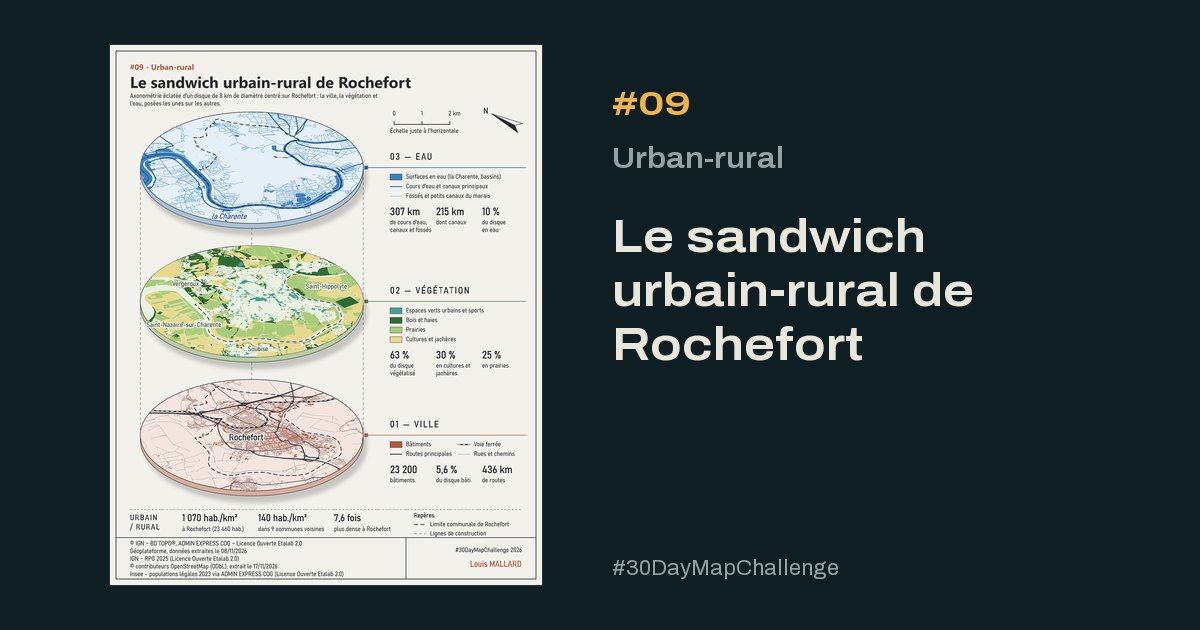 #09 - Urban-rural
Le sandwich urbain-rural de Rochefort
Axonométrie éclatée d'un disque de 8 km de diamètre centré sur Rochefort : la ville, la végétation et
l'eau, posées les unes sur les autres.
0 1 2 km
Échelle juste à l'horizontale
N
03 — EAU
Surfaces en eau (la Charente, bassins)
Cours d'eau et canaux principaux
Fossés et petits canaux du marais
307 km 215 km 10 %
de cours d'eau, dont canaux du disque
canaux et fossés en eau
la Charente
02 — VÉGÉTATION
Espaces verts urbains et sports
Bois et haies
Prairies
Cultures et jachères
63 % 30 % 25 %
du disque en cultures et en prairies
végétalisé jachères
Vergeroux
Saint-Hippolyte
Saint-Nazaire-sur-Charente
Soubise
01 — VILLE
Bâtiments Voie ferrée
Routes principales Rues et chemins
23 200 5,6 % 436 km
bâtiments du disque bâti de routes
Rochefort
URBAIN
/ RURAL
1 070 hab./km² 140 hab./km² 7,6 fois
à Rochefort (23 460 hab.) dans 9 communes voisines plus dense à Rochefort
Repères
Limite communale de Rochefort
Lignes de construction
© IGN – BD TOPO®, ADMIN EXPRESS COG – Licence Ouverte Etalab 2.0
Géoplateforme, données extraites le 08/11/2026
IGN – RPG 2025 (Licence Ouverte Etalab 2.0)
© contributeurs OpenStreetMap (ODbL), extrait le 17/11/2026
Insee – populations légales 2023 via ADMIN EXPRESS COG (Licence Ouverte Etalab 2.0)
#30DayMapChallenge 2026
Louis MALLARD
#09
Urban-rural
Le sandwich
urbain-rural de
Rochefort
#30DayMapChallenge